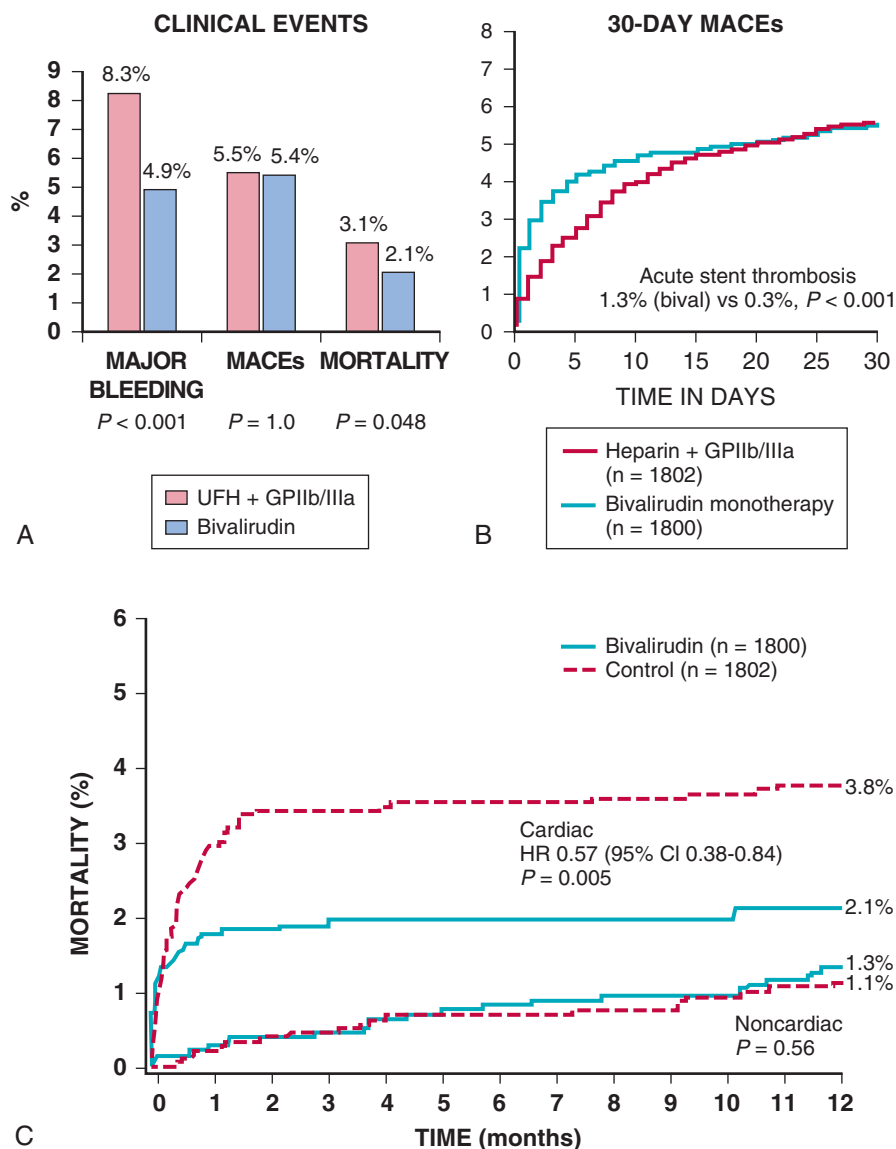 CLINICAL EVENTS
%
9
8
7
6
5
4
3
2
1
0
8.3%
4.9%
5.5%
5.4%
3.1%
2.1%
MAJOR
BLEEDING
MACEs
MORTALITY
P < 0.001
P = 1.0
P = 0.048
UFH + GPIIb/IIIa
Bivalirudin
A
30-DAY MACEs
8
7
6
5
4
3
2
1
0
Acute stent thrombosis
1.3% (bival) vs 0.3%, P < 0.001
0 5 10 15 20 25 30
TIME IN DAYS
Heparin + GPIIb/IIIa
(n = 1802)
Bivalirudin monotherapy
(n = 1800)
B
MORTALITY (%)
6
5
4
3
2
1
0
Bivalirudin (n = 1800)
Control (n = 1802)
3.8%
Cardiac
HR 0.57 (95% CI 0.38-0.84)
P = 0.005
2.1%
1.3%
1.1%
Noncardiac
P = 0.56
0 1 2 3 4 5 6 7 8 9 10 11 12
TIME (months)
C